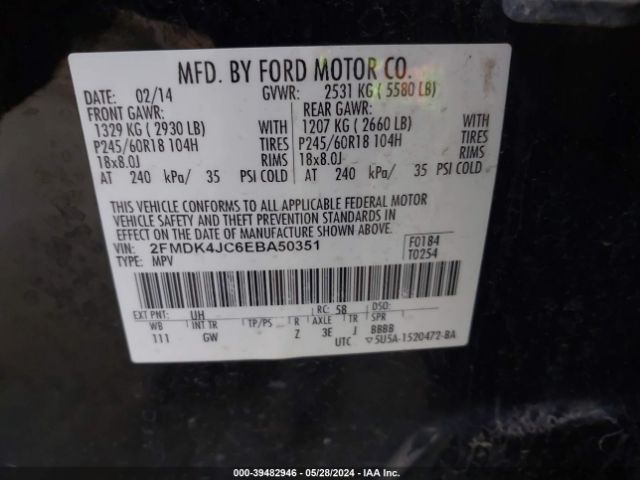 MFD. BY FORD MOTOR CO.
DATE: 02/14 GVWR: 2531 KG ( 5580 LB)
FRONT GAWR: REAR GAWR:
1329 KG ( 2930 LB) WITH 1207 KG ( 2660 LB) WITH
P245/60R18 104H TIRES P245/60R18 104H TIRES
18x8.0J RIMS 18x8.0J RIMS
AT 240 kPa/ 35 PSI COLD AT 240 kPa/ 35 PSI COLD
THIS VEHICLE CONFORMS TO ALL APPLICABLE FEDERAL MOTOR
VEHICLE SAFETY AND THEFT PREVENTION STANDARDS IN
EFFECT ON THE DATE OF MANUFACTURE SHOWN ABOVE.
VIN: 2FMDK4JC6EBA50351 F0184
TYPE: MPV T0254
EXT PNT: UH RC: 58 DSO:
WB INT TR TP/PS R AXLE TR SPR
111 GW Z 3E J BBBB
UTC ▽5U5A-1520472-BA
000-39482946 - 05/28/2024 - IAA Inc.